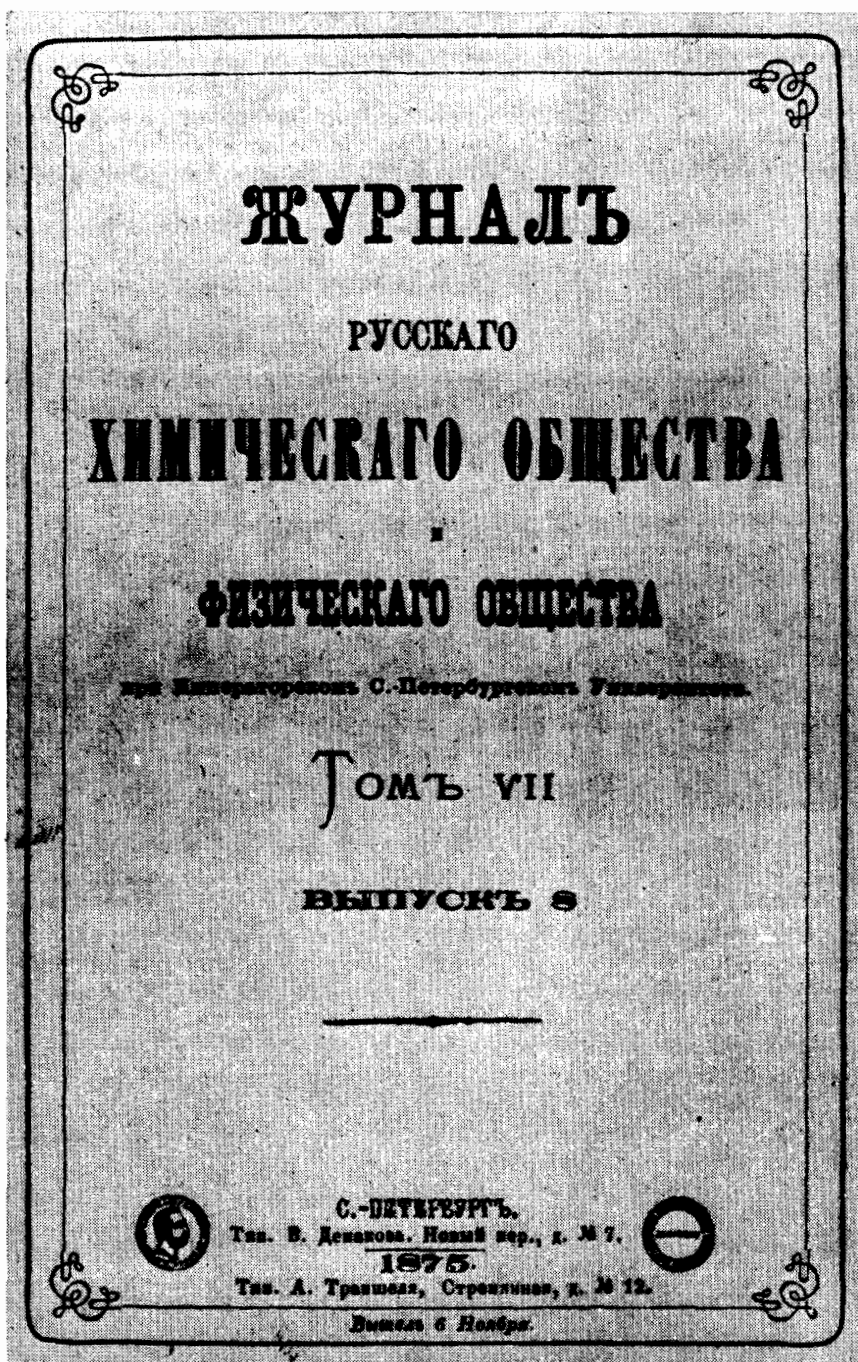 ЖУРНАЛЪ
РУССКАГО
ХИМИЧЕСКАГО ОБЩЕСТВА
и
ФИЗИЧЕСКАГО ОБЩЕСТВА
при Императорскомъ С.-Петербургскомъ Университетѣ.
Томъ VII
ВЫПУСКЪ 8
С.-ПЕТЕРБУРГЪ.
Тип. В. Демакова. Новый пер., д. № 7.
1875.
Тип. А. Траншеля, Стремянная, д. № 12.
Вышелъ 6 Ноября.